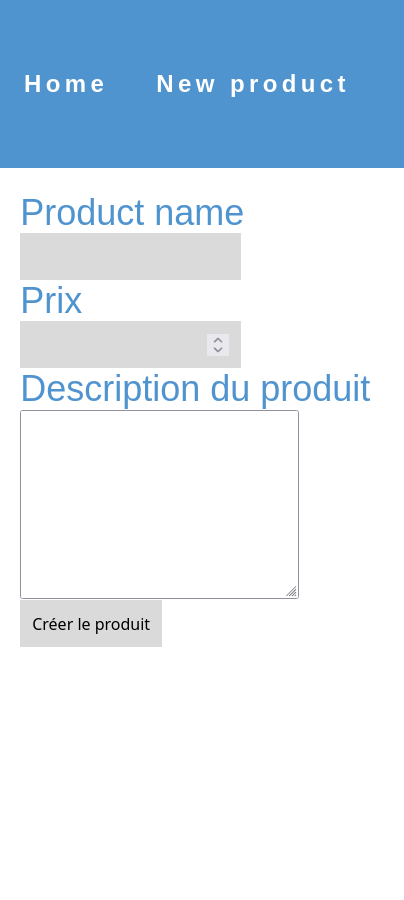 Home New product
Product name
Prix
Description du produit
Créer le produit